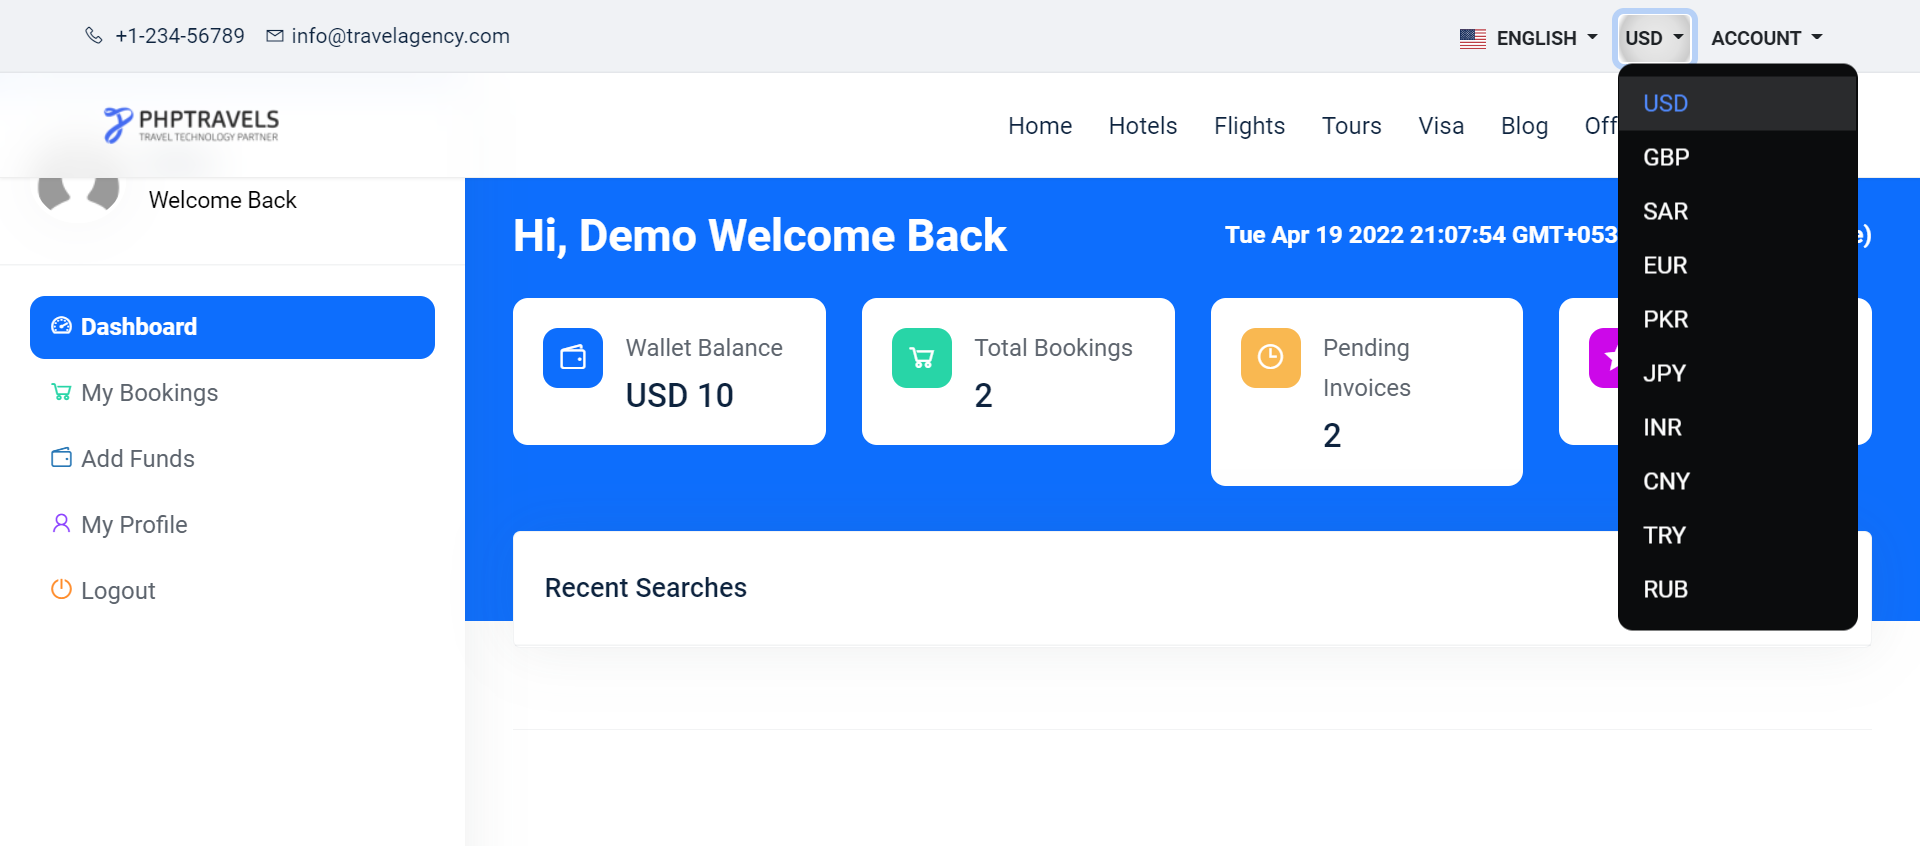 +1-234-56789 info@travelagency.com ENGLISH USD ACCOUNT
PHPTRAVELS
TRAVEL TECHNOLOGY PARTNER
Home Hotels Flights Tours Visa Blog Off
USD
GBP
SAR
EUR
PKR
JPY
INR
CNY
TRY
RUB
Welcome Back
Dashboard
My Bookings
Add Funds
My Profile
Logout
Hi, Demo Welcome Back
Tue Apr 19 2022 21:07:54 GMT+053
Wallet Balance
USD 10
Total Bookings
2
Pending
Invoices
2
Recent Searches